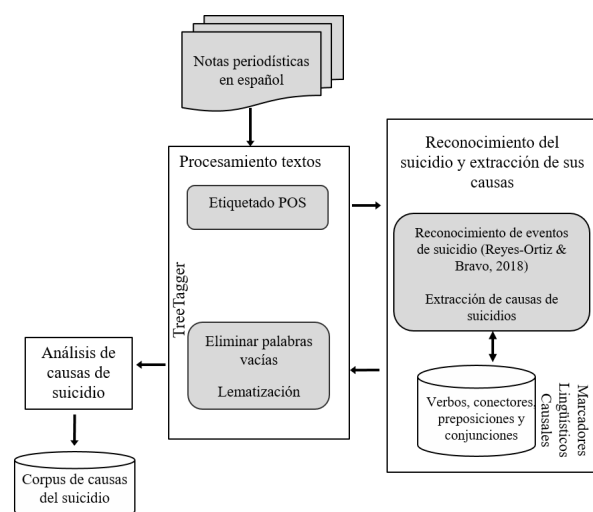 Notas periodísticas
en español
Procesamiento textos
Etiquetado POS
TreeTagger
Eliminar palabras
vacías
Lematización
Reconocimiento del
suicidio y extracción de sus
causas
Reconocimiento de eventos
de suicidio (Reyes-Ortiz &
Bravo, 2018)
Extracción de causas de
suicidios
Verbos, conectores,
preposiciones y
conjunciones
Marcadores
Lingüísticos
Causales
Análisis de
causas de
suicidio
Corpus de causas
del suicidio